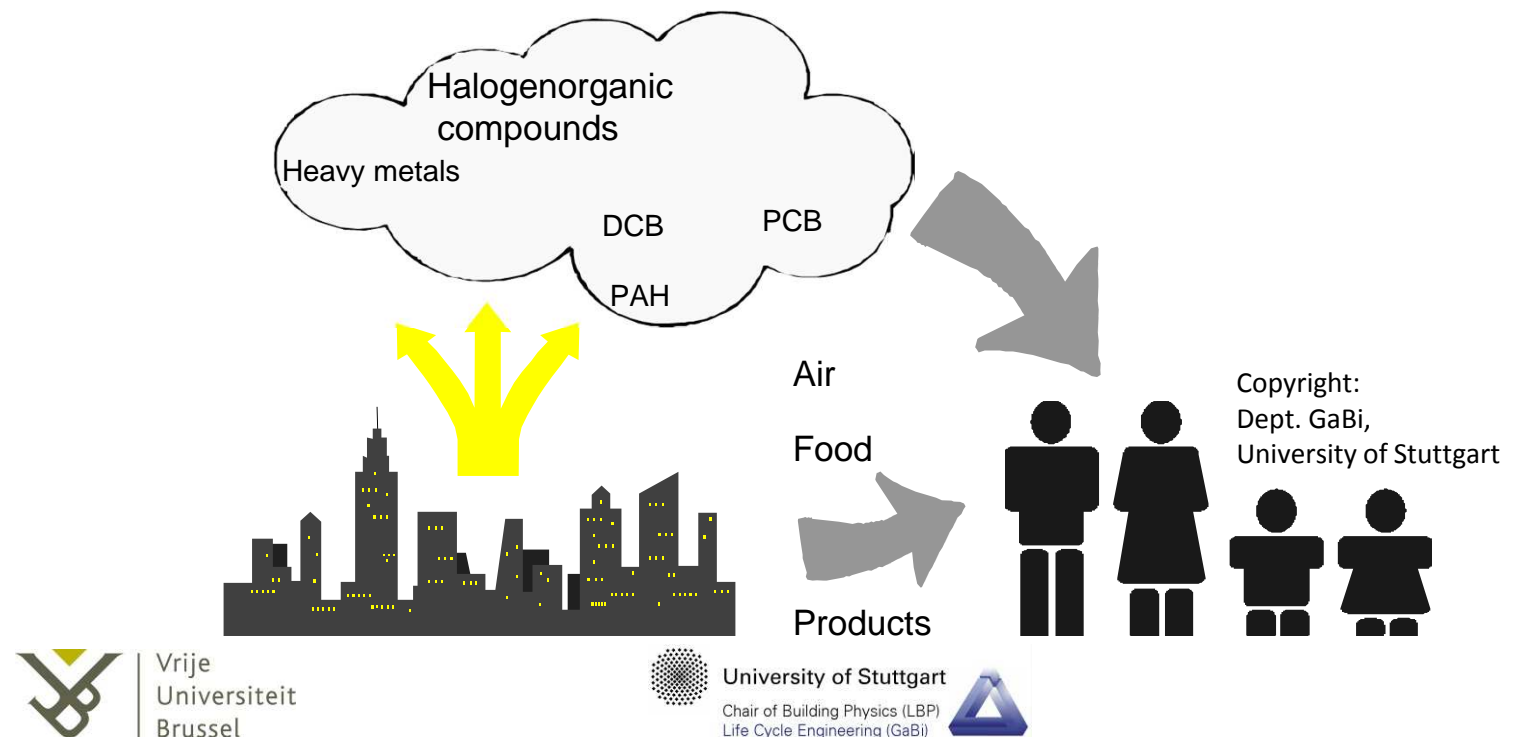 Halogenorganic
compounds
Heavy metals
DCB
PCB
PAH
Air
Food
Products
Copyright:
Dept. GaBi,
University of Stuttgart
Vrije
Universiteit
Brussel
University of Stuttgart
Chair of Building Physics (LBP)
Life Cycle Engineering (GaBi)